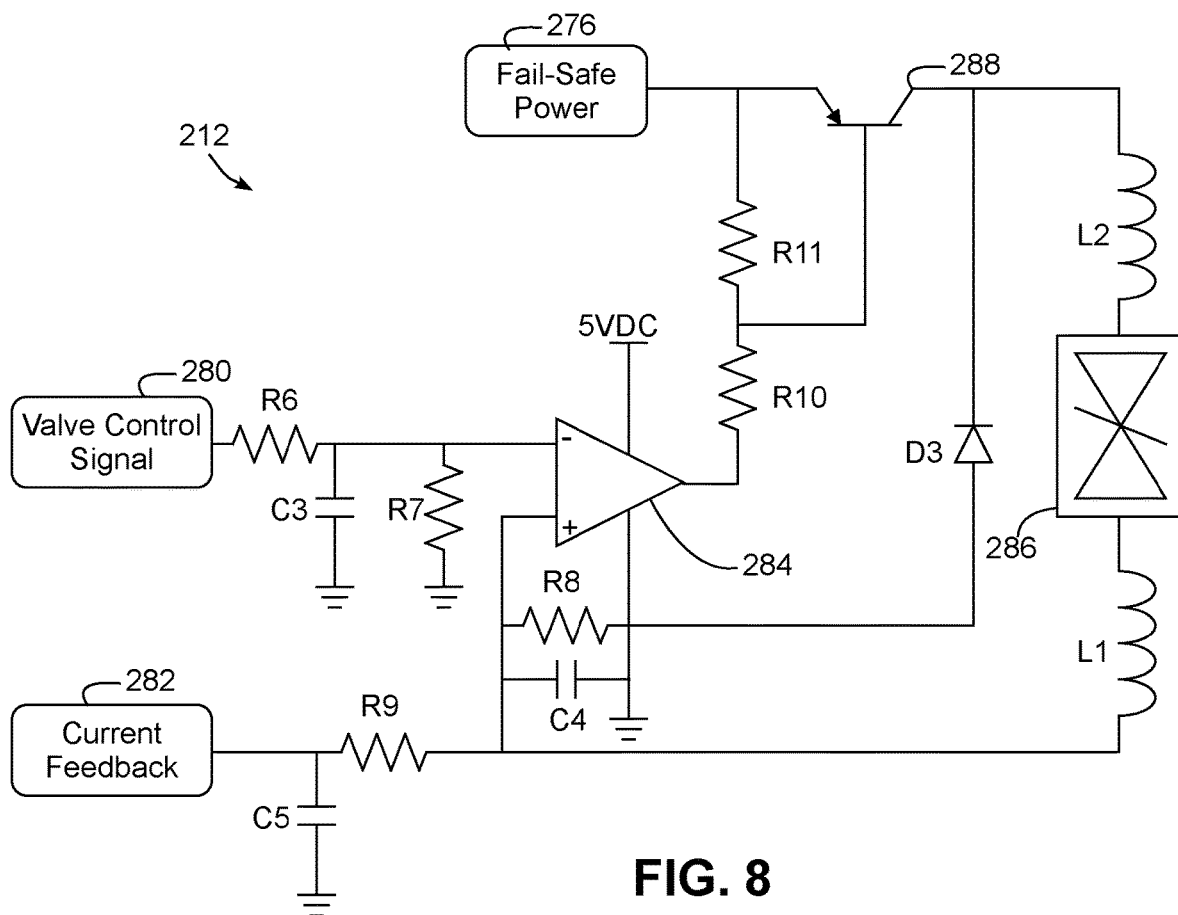 276
Fail-Safe
Power
288
212
R11
L2
5VDC
280
Valve Control
Signal
R6
R10
-
+
C3
R7
D3
284
286
R8
L1
282
Current
Feedback
R9
C4
C5
FIG. 8